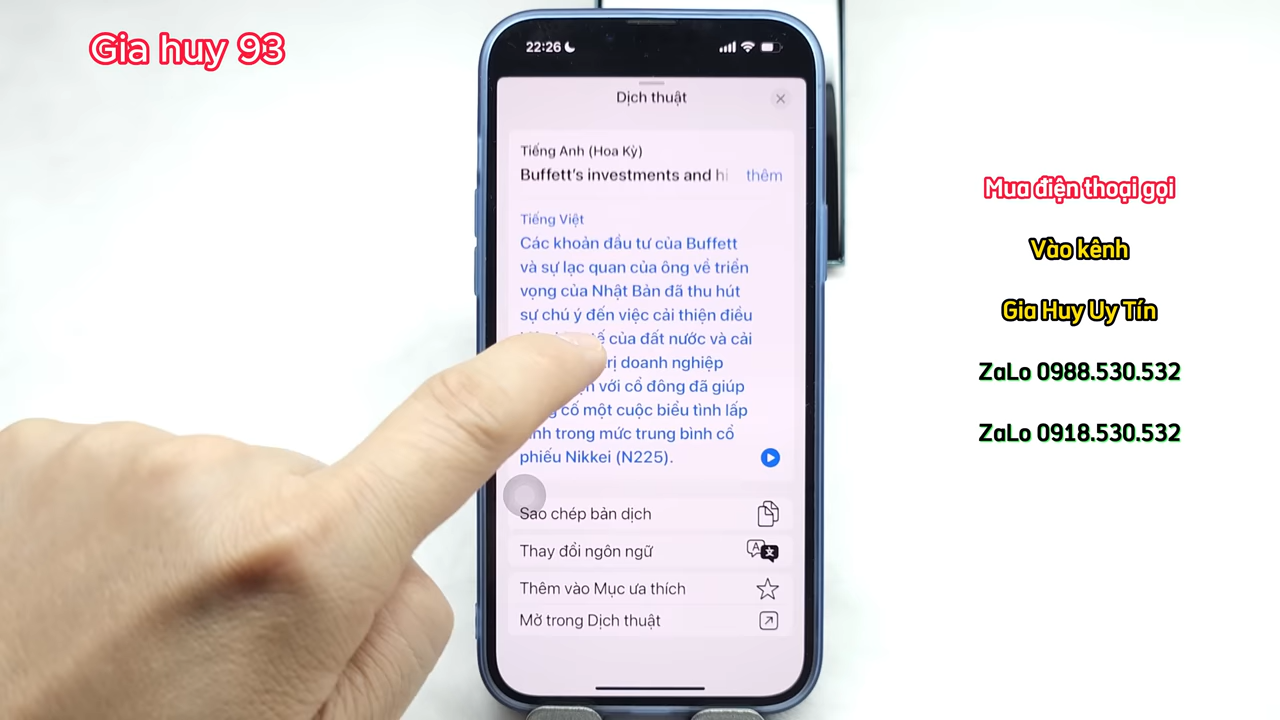 Gia huy 93
22:26
Dịch thuật
Tiếng Anh (Hoa Kỳ)
Buffett's investments and hi
thêm
Tiếng Việt
Các khoản đầu tư của Buffett
và sự lạc quan của ông về triển
vọng của Nhật Bản đã thu hút
sự chú ý đến việc cải thiện điều
của đất nước và cải
doanh nghiệp
với cổ đông đã giúp
cố một cuộc biểu tình lấp
trong mức trung bình cổ
phiếu Nikkei (N225).
Sao chép bản dịch
Thay đổi ngôn ngữ
Thêm vào Mục ưa thích
Mở trong Dịch thuật
Mua điện thoại gọi
Vào kênh
Gia Huy Uy Tín
ZaLo 0988.530.532
ZaLo 0918.530.532